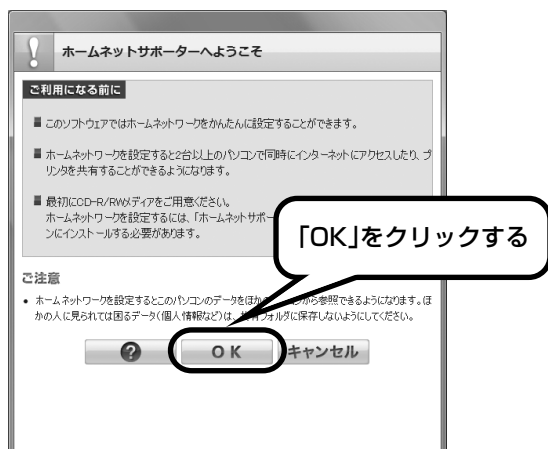 ホームネットサポーターへようこそ
ご利用になる前に
このソフトウェアではホームネットワークをかんたんに設定することができます。
ホームネットワークを設定すると2台以上のパソコンで同時にインターネットにアクセスしたり、プ
リンタを共有することができるようになります。
最初にCD-R/RWメディアをご用意ください。
ホームネットワークを設定するには、「ホームネットサポー
ンにインストールする必要があります。
「OK」をクリックする
ご注意
• ホームネットワークを設定するとこのパソコンのデータをほかの から参照できるようになります。ほ
かの人に見られては困るデータ(個人情報など)は、共有フォルダに保存しないようにしてください。
? OK キャンセル